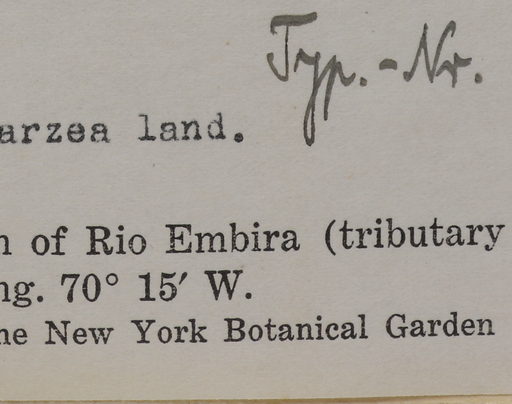 Typ.-Nr.
arzea land.
n of Rio Embira (tributary
ng. 70° 15′ W.
he New York Botanical Garden